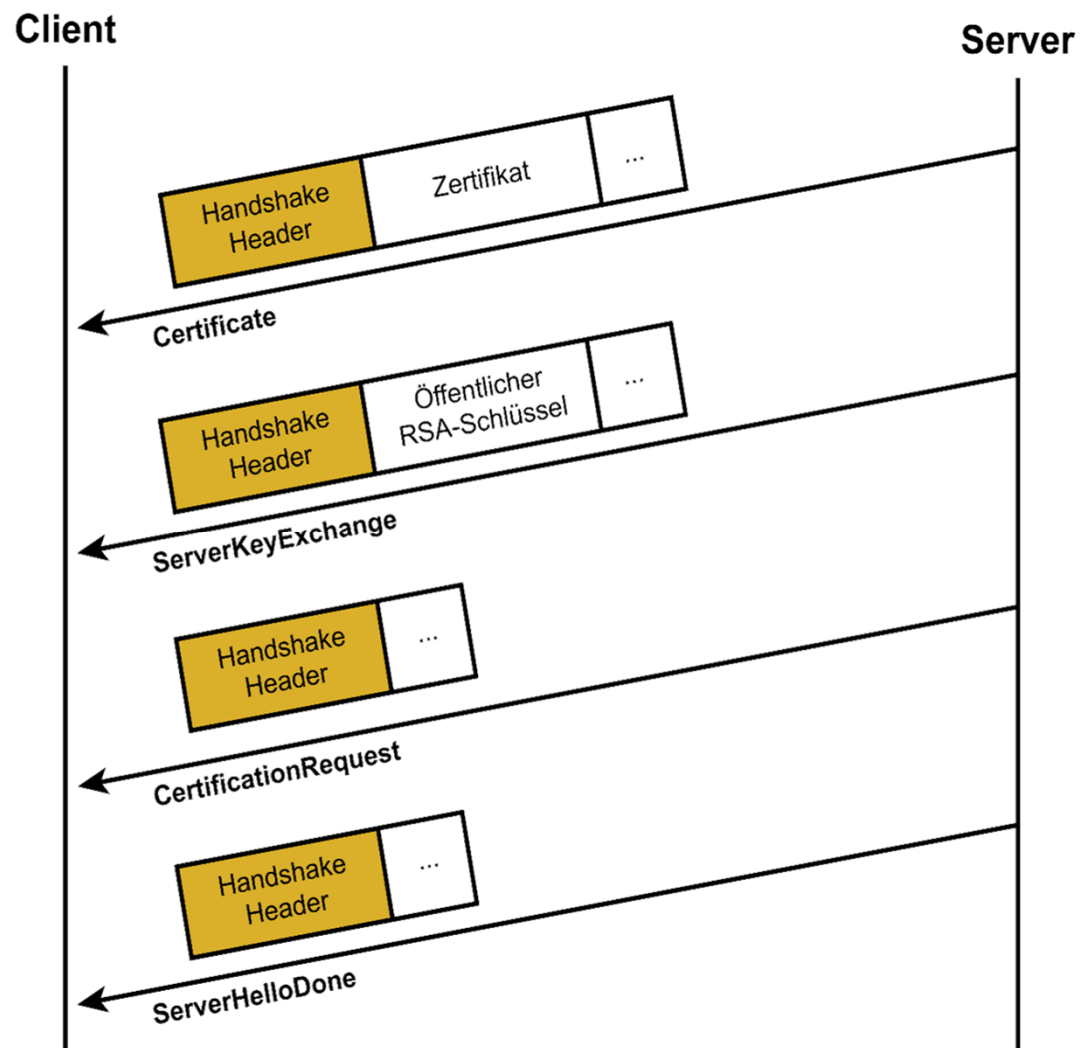 Client
Server
Handshake
Header
Zertifikat
...
Certificate
Handshake
Header
Öffentlicher
RSA-Schlüssel
...
ServerKeyExchange
Handshake
Header
...
CertificationRequest
Handshake
Header
...
ServerHelloDone